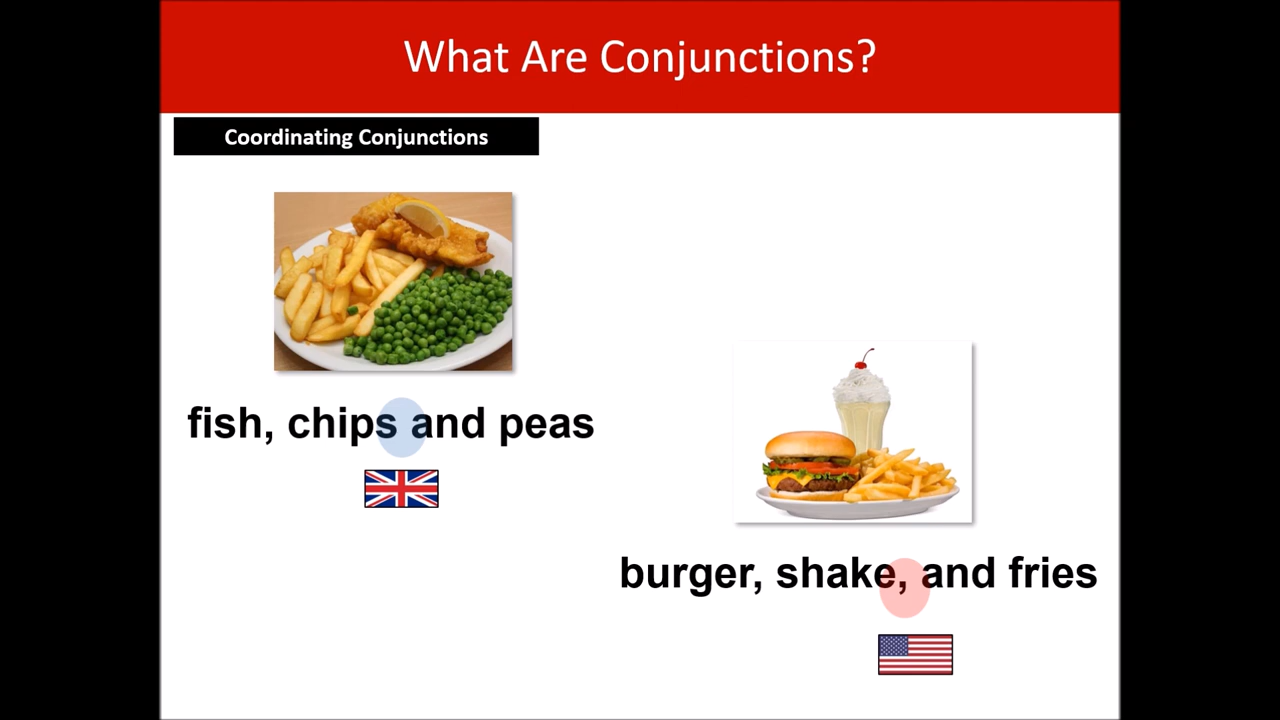 What Are Conjunctions?
Coordinating Conjunctions
fish, chips and peas
burger, shake, and fries